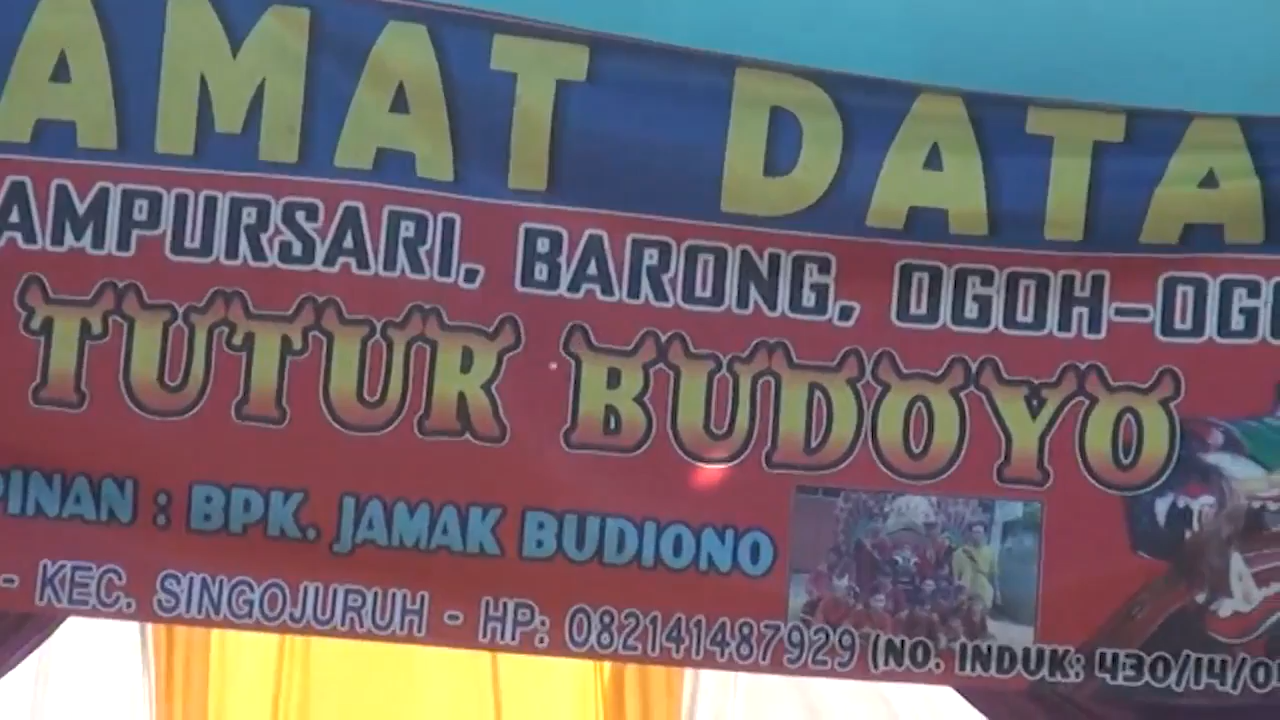 AMAT DATA
AMPURSARI, BARONG, OGOH-OGO
TUTUR BUDOYO
PINAN : BPK. JAMAK BUDIONO
- KEC. SINGOJURUH - HP: 082141487929 (NO. INDUK: 430/14/0